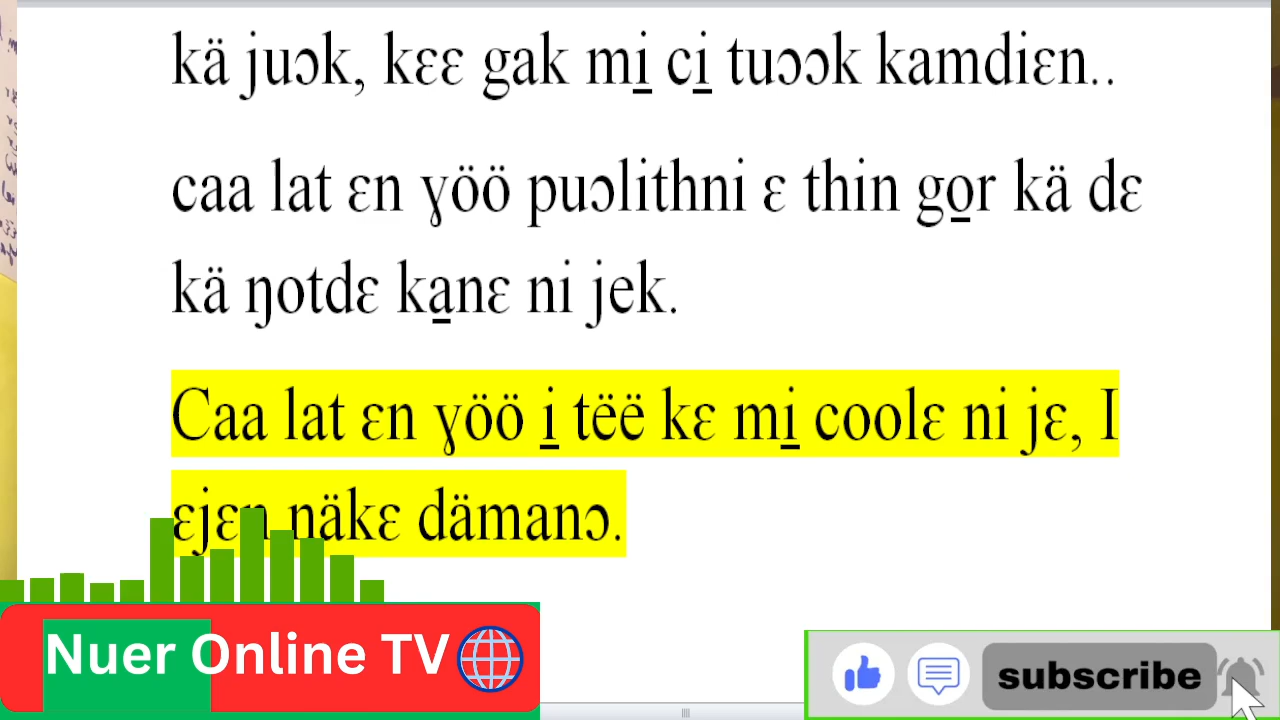 kä juɔk, kɛɛ gak mi̱ ci̱ tuɔɔk kamdiɛn..
caa lat ɛn ɣöö puɔlithni ɛ thin go̱r kä dɛ
kä ŋotdɛ ka̱nɛ ni jek.
Caa lat ɛn ɣöö i̱ tëë kɛ mi̱ coolɛ ni jɛ, I
ɛjɛn näkɛ dämanɔ.
Nuer Online TV
subscribe